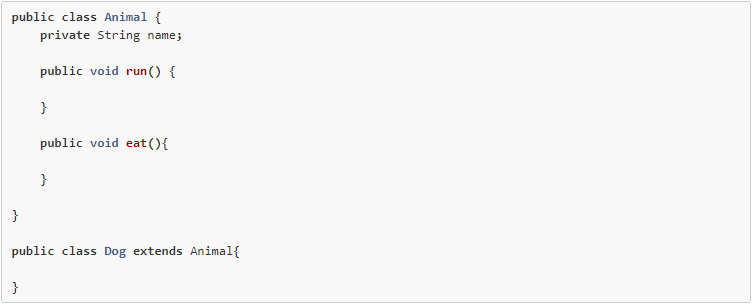 public class Animal {
    private String name;
    public void run() {
    }
    public void eat(){
    }
}
public class Dog extends Animal{
}